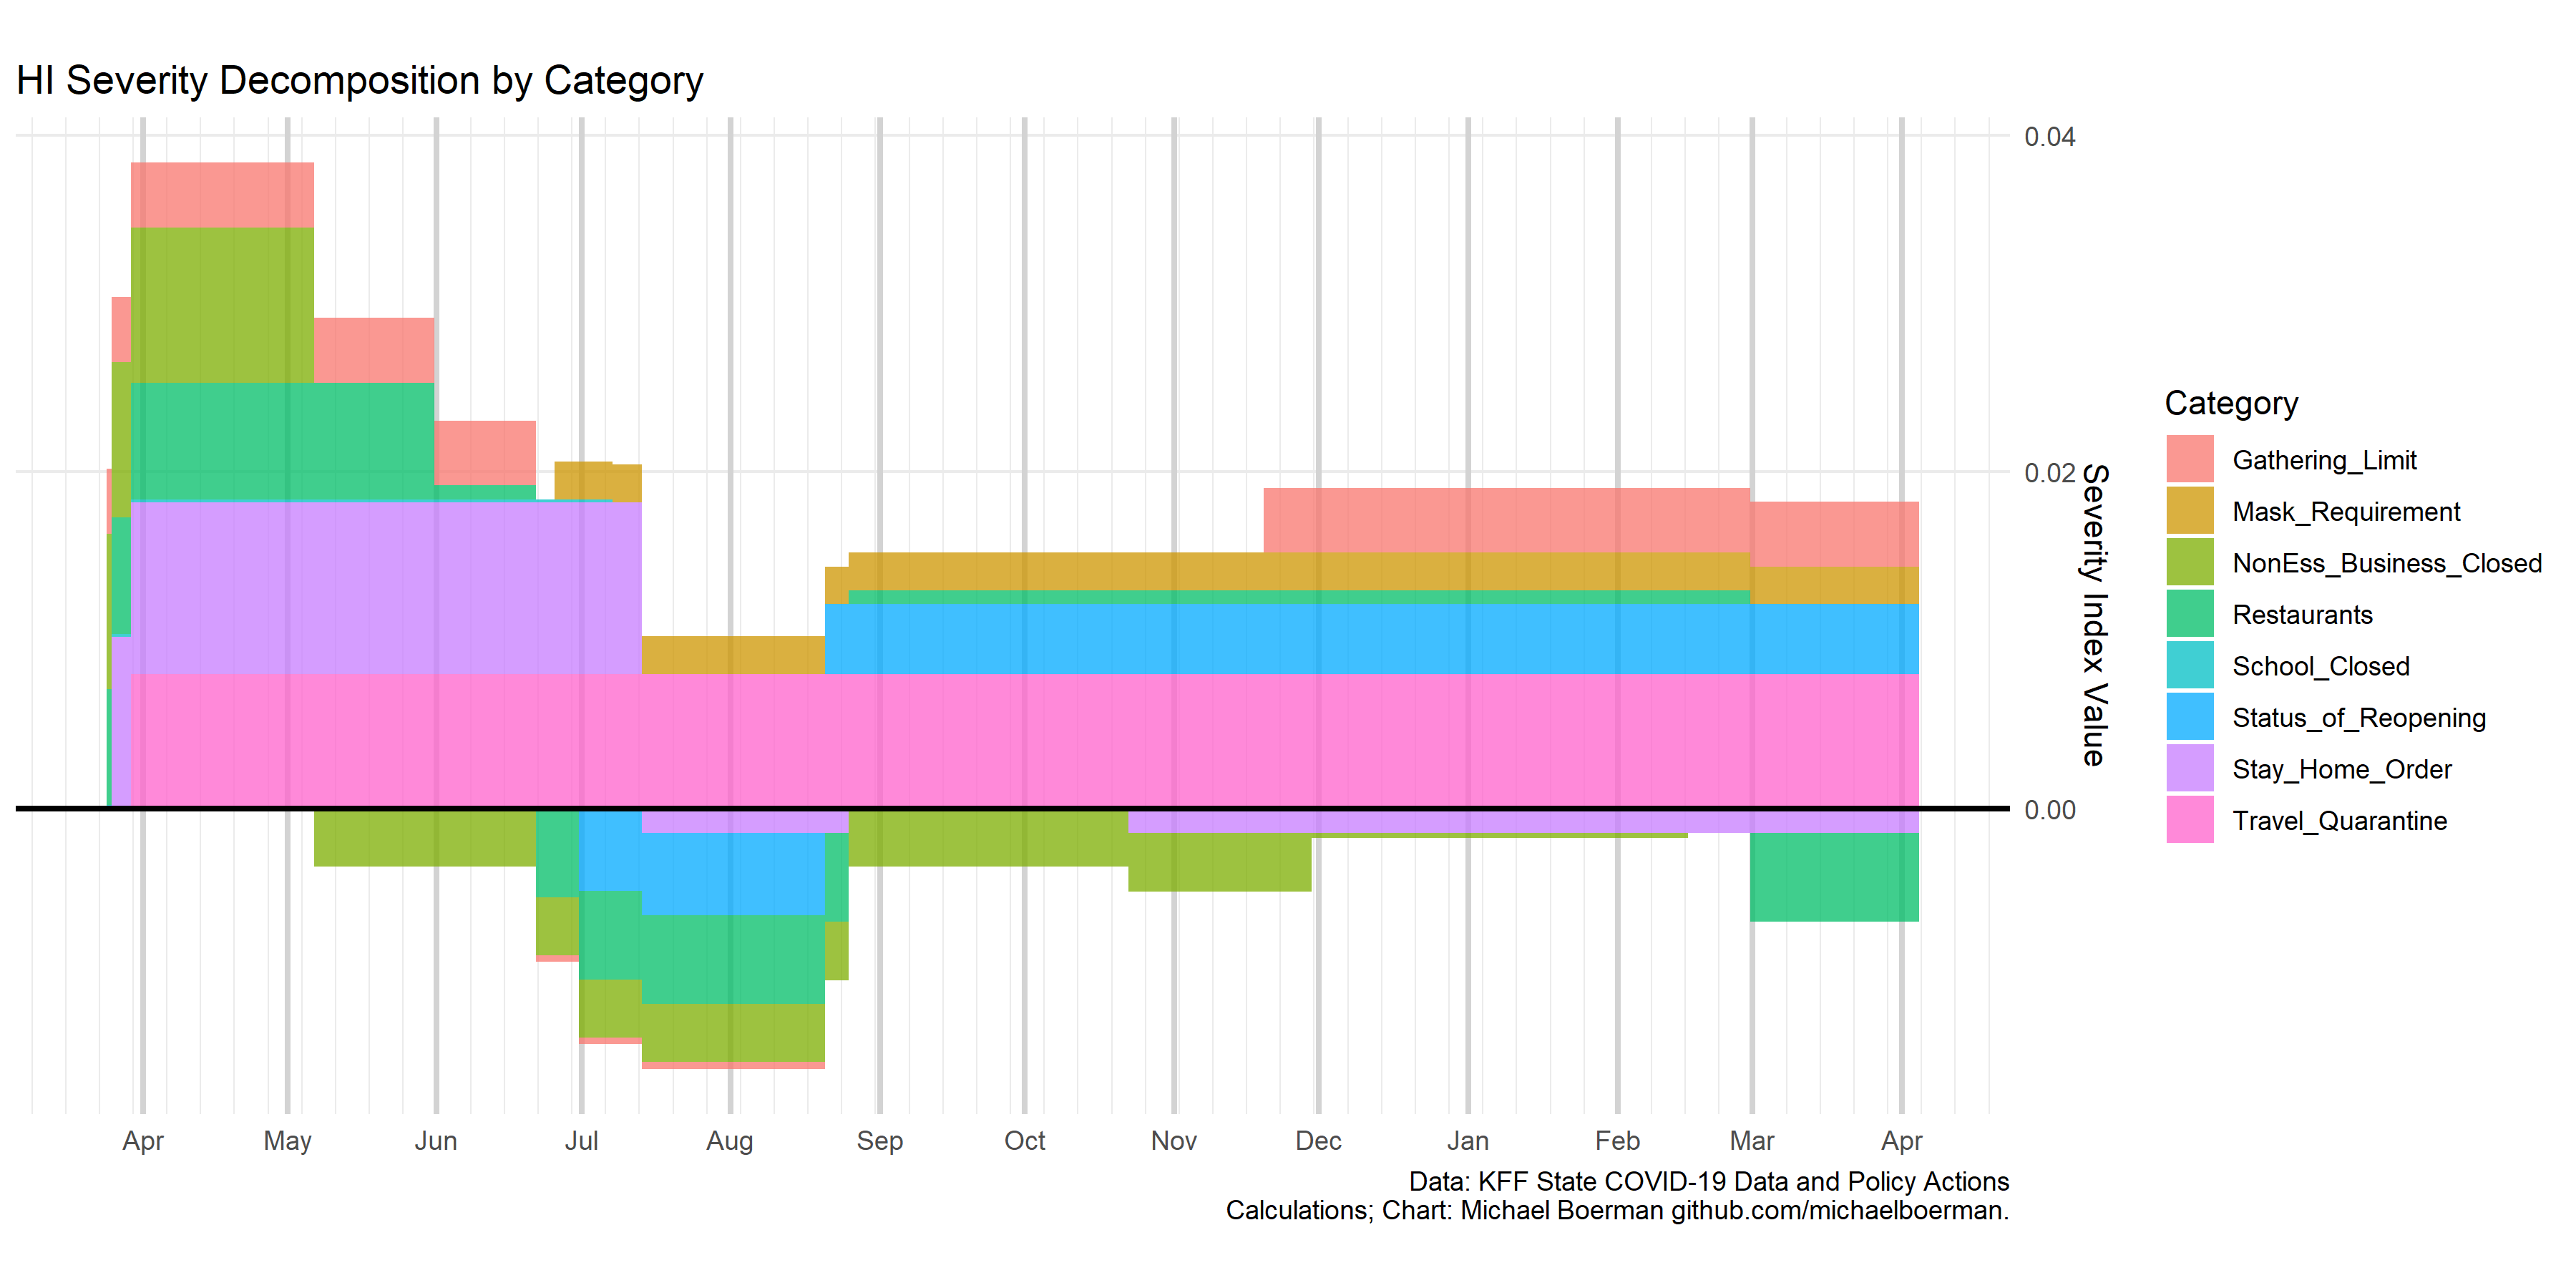 HI Severity Decomposition by Category
0.04
0.02
0.00
Severity Index Value
Category
Gathering_Limit
Mask_Requirement
NonEss_Business_Closed
Restaurants
School_Closed
Status_of_Reopening
Stay_Home_Order
Travel_Quarantine
Apr May Jun Jul Aug Sep Oct Nov Dec Jan Feb Mar Apr
Data: KFF State COVID-19 Data and Policy Actions
Calculations; Chart: Michael Boerman github.com/michaelboerman.